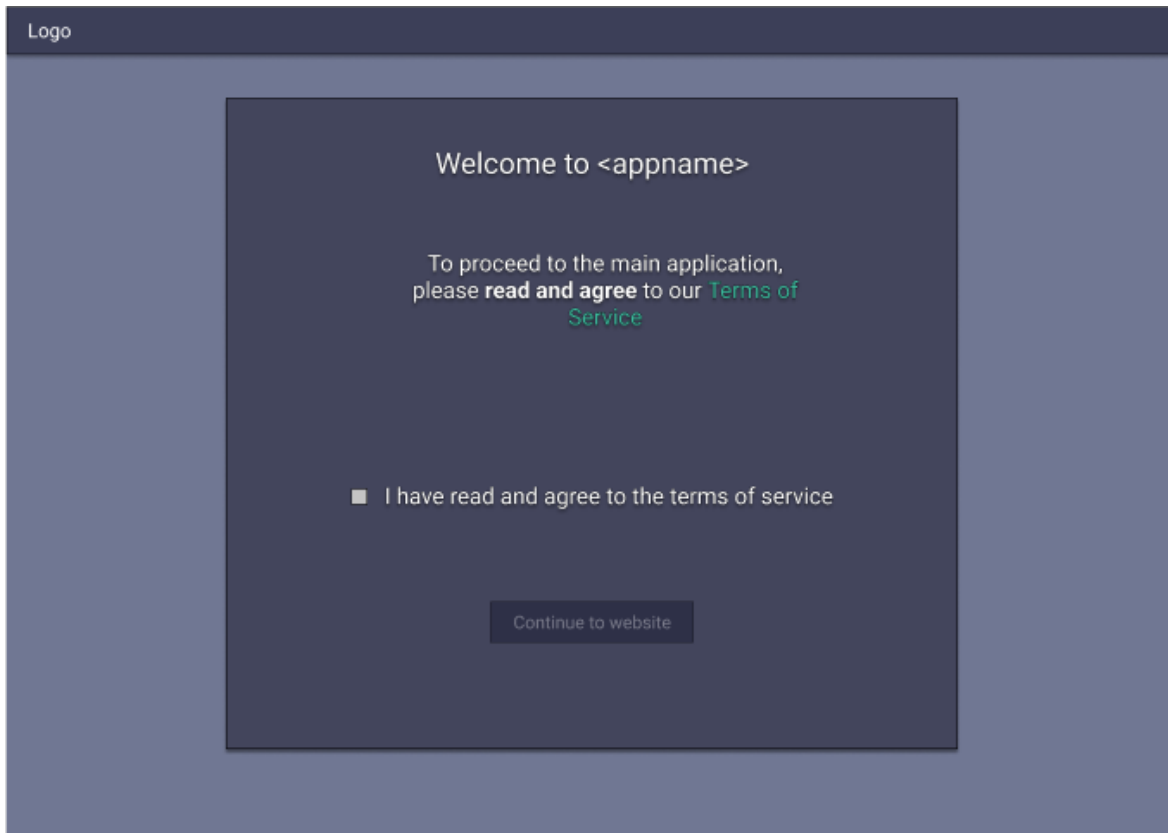 Logo
Welcome to <appname>
To proceed to the main application,
please read and agree to our Terms of
Service
I have read and agree to the terms of service
Continue to website